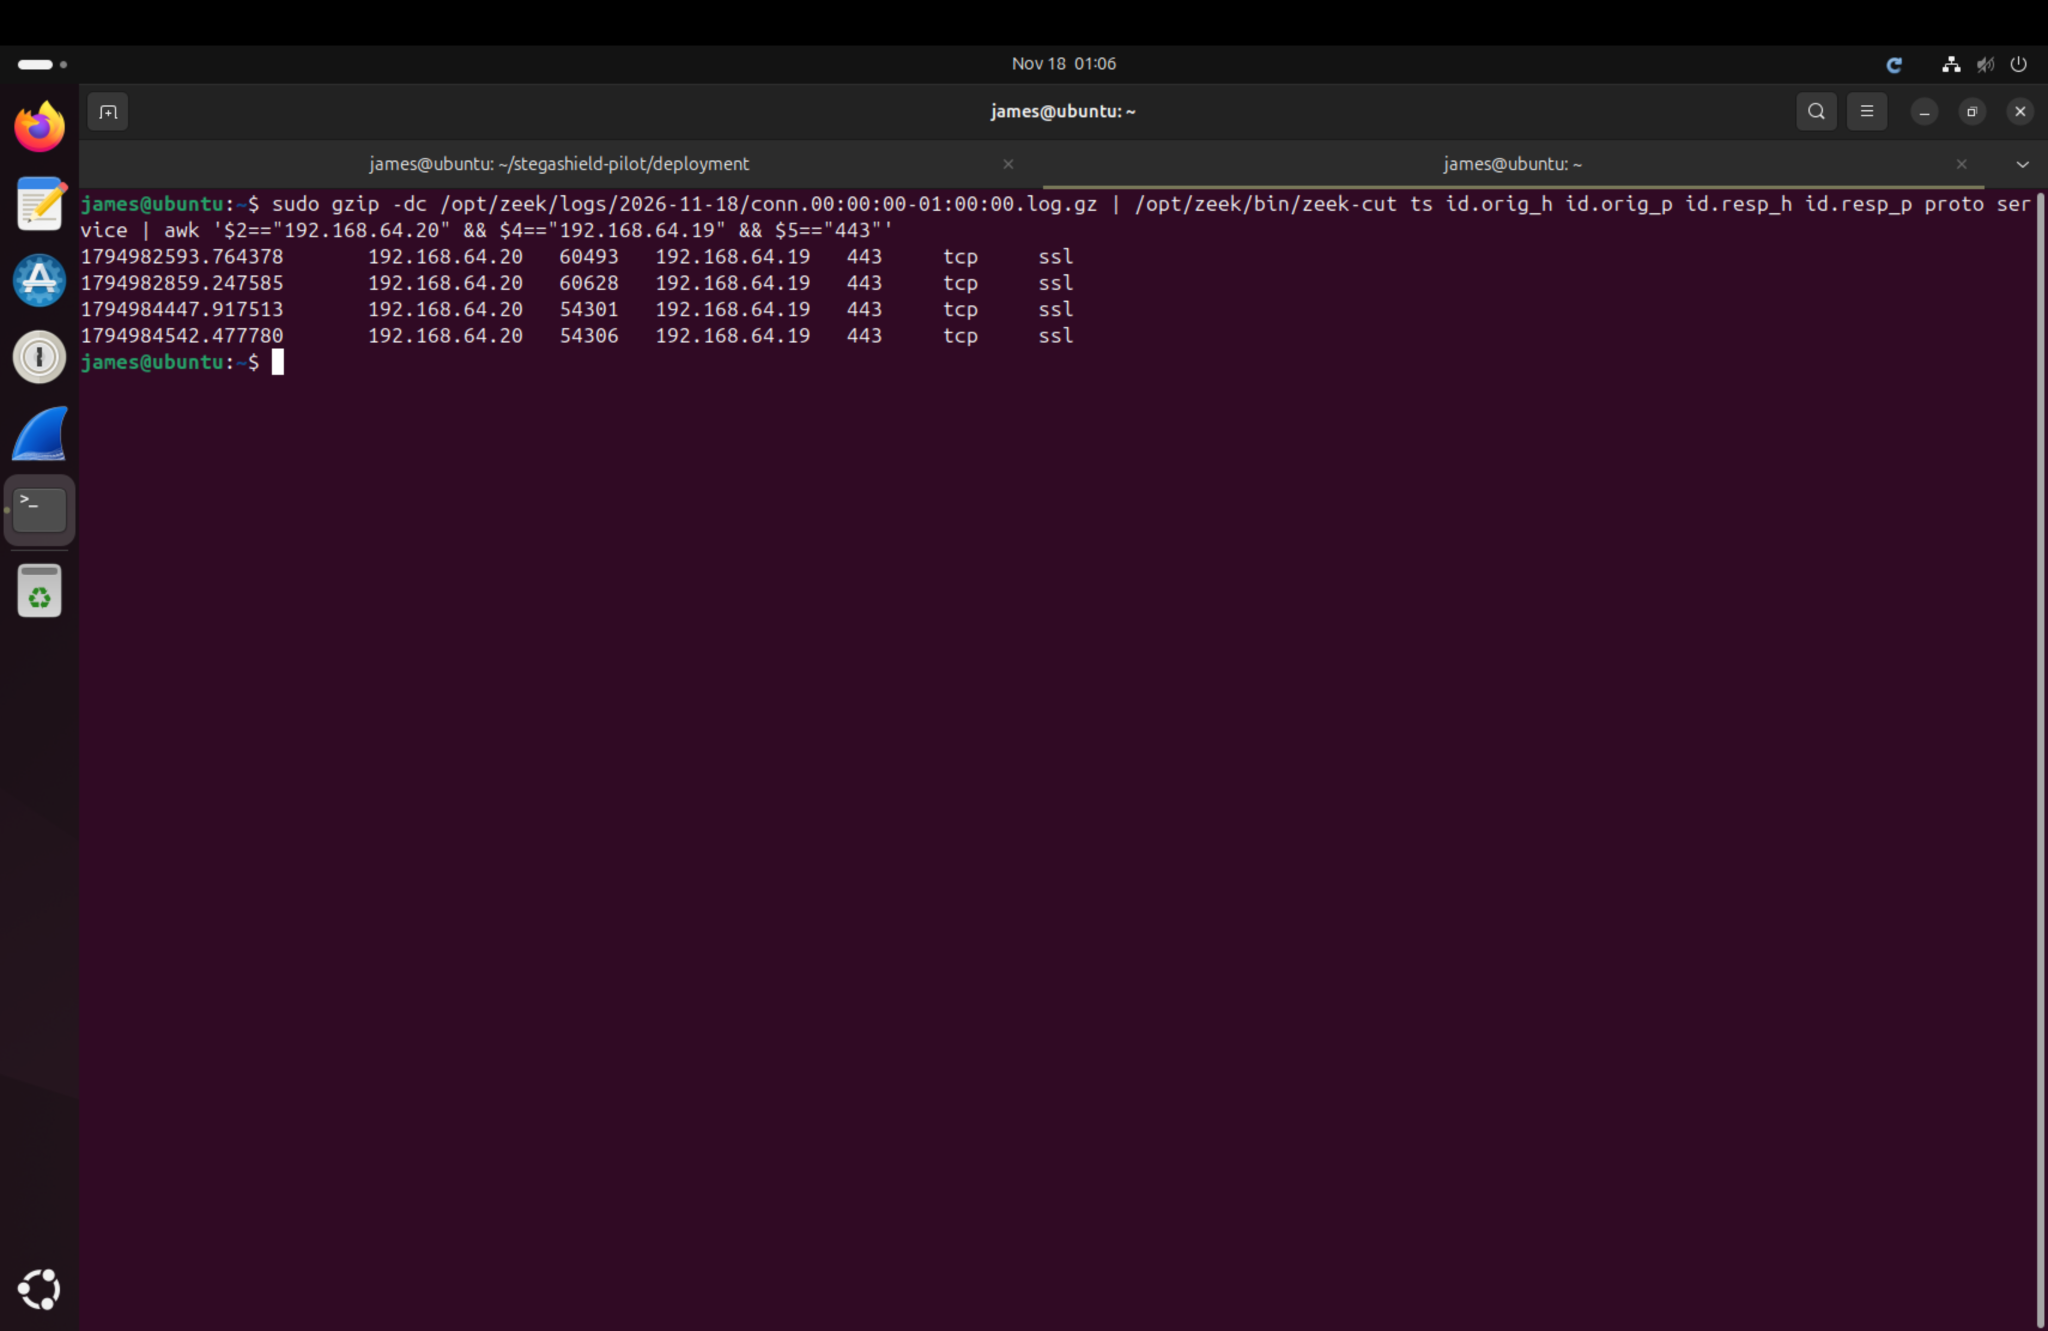 Nov 18 01:06
james@ubuntu: ~
james@ubuntu: ~/stegashield-pilot/deployment
james@ubuntu: ~
james@ubuntu:~$ sudo gzip -dc /opt/zeek/logs/2026-11-18/conn.00:00:00-01:00:00.log.gz | /opt/zeek/bin/zeek-cut ts id.orig_h id.orig_p id.resp_h id.resp_p proto ser
vice | awk '$2=="192.168.64.20" && $4=="192.168.64.19" && $5=="443"'
1794982593.764378 192.168.64.20 60493 192.168.64.19 443 tcp ssl
1794982859.247585 192.168.64.20 60628 192.168.64.19 443 tcp ssl
1794984447.917513 192.168.64.20 54301 192.168.64.19 443 tcp ssl
1794984542.477780 192.168.64.20 54306 192.168.64.19 443 tcp ssl
james@ubuntu:~$